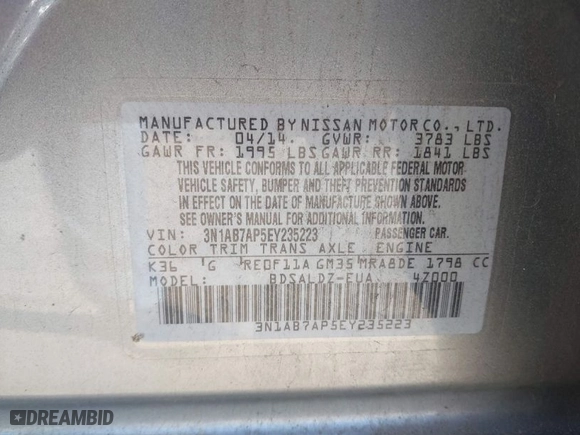 MANUFACTURED BY NISSAN MOTOR CO., LTD.
DATE: 04/14 GVWR: 3783 LBS
GAWR FR: 1995 LBS GAWR RR: 1841 LBS
THIS VEHICLE CONFORMS TO ALL APPLICABLE FEDERAL MOTOR
VEHICLE SAFETY, BUMPER AND THEFT PREVENTION STANDARDS
IN EFFECT ON THE DATE OF MANUFACTURE SHOWN ABOVE.
SEE OWNER'S MANUAL FOR ADDITIONAL INFORMATION.
VIN: 3N1AB7AP5EY235223 PASSENGER CAR.
COLOR TRIM TRANS AXLE ENGINE
K36 G RE0F11A GM35 MRA8DE 1798 CC
MODEL: BDSALDZ-EUA 4Z000
3N1AB7AP5EY235223
DREAMBID